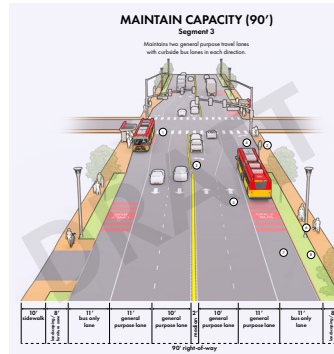 MAINTAIN CAPACITY (90’)
Segment 3
Maintains two general purpose travel lanes
with curbside bus lanes in each direction.
DRAFT
10’
sidewalk
8’
11’
bus only
lane
11’
general
purpose lane
10’
general
purpose lane
2’
median
10’
general
purpose lane
11’
general
purpose lane
11’
bus only
lane
8’
90’ right-of-way